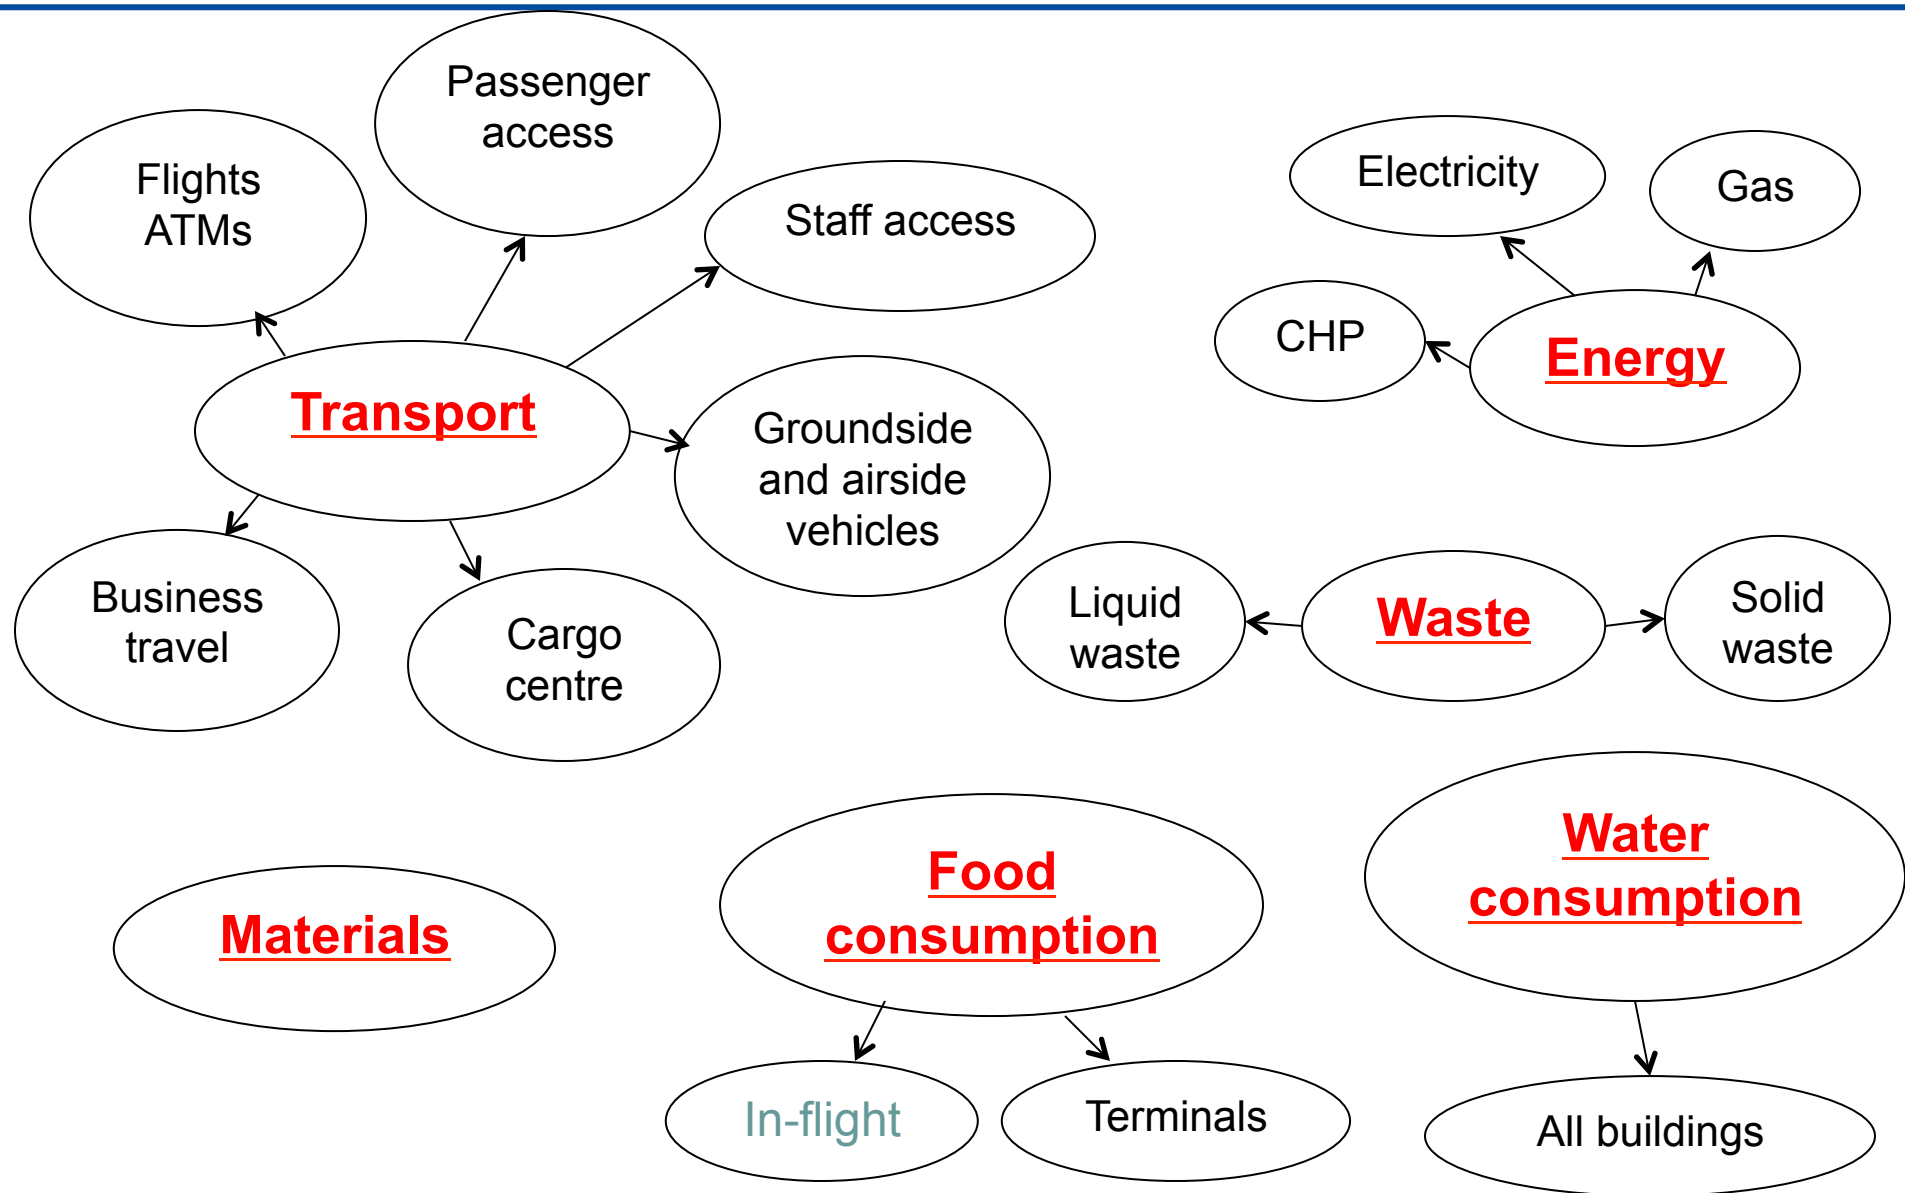 Passenger
access
Flights
ATMs
Staff access
Electricity
Gas
CHP
Energy
Transport
Groundside
and airside
vehicles
Business
travel
Cargo
centre
Liquid
waste
Waste
Solid
waste
Materials
Food
consumption
Water
consumption
In-flight
Terminals
All buildings